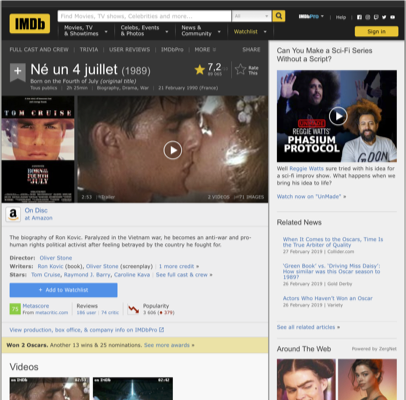 IMDb
Find Movies, TV shows, Celebrities and more...
All
Movies, TV & Showtimes
Celebs, Events & Photos
News & Community
Watchlist
IMDbPro
Help
Sign in
FULL CAST AND CREW | TRIVIA | USER REVIEWS | IMDbPro | MORE
SHARE
+ Né un 4 juillet (1989)
Born on the Fourth of July (original title)
Tous publics | 2h 25min | Biography, Drama, War | 21 February 1990 (France)
7,2
Rate This
TOM CRUISE
BORN ON THE FOURTH OF JULY
2:53 | Trailer
2 VIDEOS
71 IMAGES
On Disc
at Amazon
The biography of Ron Kovic. Paralyzed in the Vietnam war, he becomes an anti-war and pro-
human rights political activist after feeling betrayed by the country he fought for.
Director: Oliver Stone
Writers: Ron Kovic (book), Oliver Stone (screenplay) | 1 more credit »
Stars: Tom Cruise, Raymond J. Barry, Caroline Kava | See full cast & crew »
+ Add to Watchlist
Metascore
From metacritic.com
Reviews
186 user | 74 critic
Popularity
3 606 (379)
View production, box office, & company info on IMDbPro
Won 2 Oscars. Another 13 wins & 25 nominations. See more awards »
Videos
Can You Make a Sci-Fi Series
Without a Script?
REGGIE WATTS'
PHASIUM
PROTOCOL
Well Reggie Watts sure tried with his idea for
a sci-fi improv show. What happens when we
bring his idea to life?
Watch now on "UnMade" »
Related News
When It Comes to the Oscars, Time Is
the True Arbiter of Quality
27 February 2019 | Collider.com
'Green Book' vs. 'Driving Miss Daisy':
How similar was this Oscar season to
1989?
26 February 2019 | Gold Derby
Actors Who Haven't Won an Oscar
26 February 2019 | Variety
See all related articles »
Around The Web
Powered by ZergNet